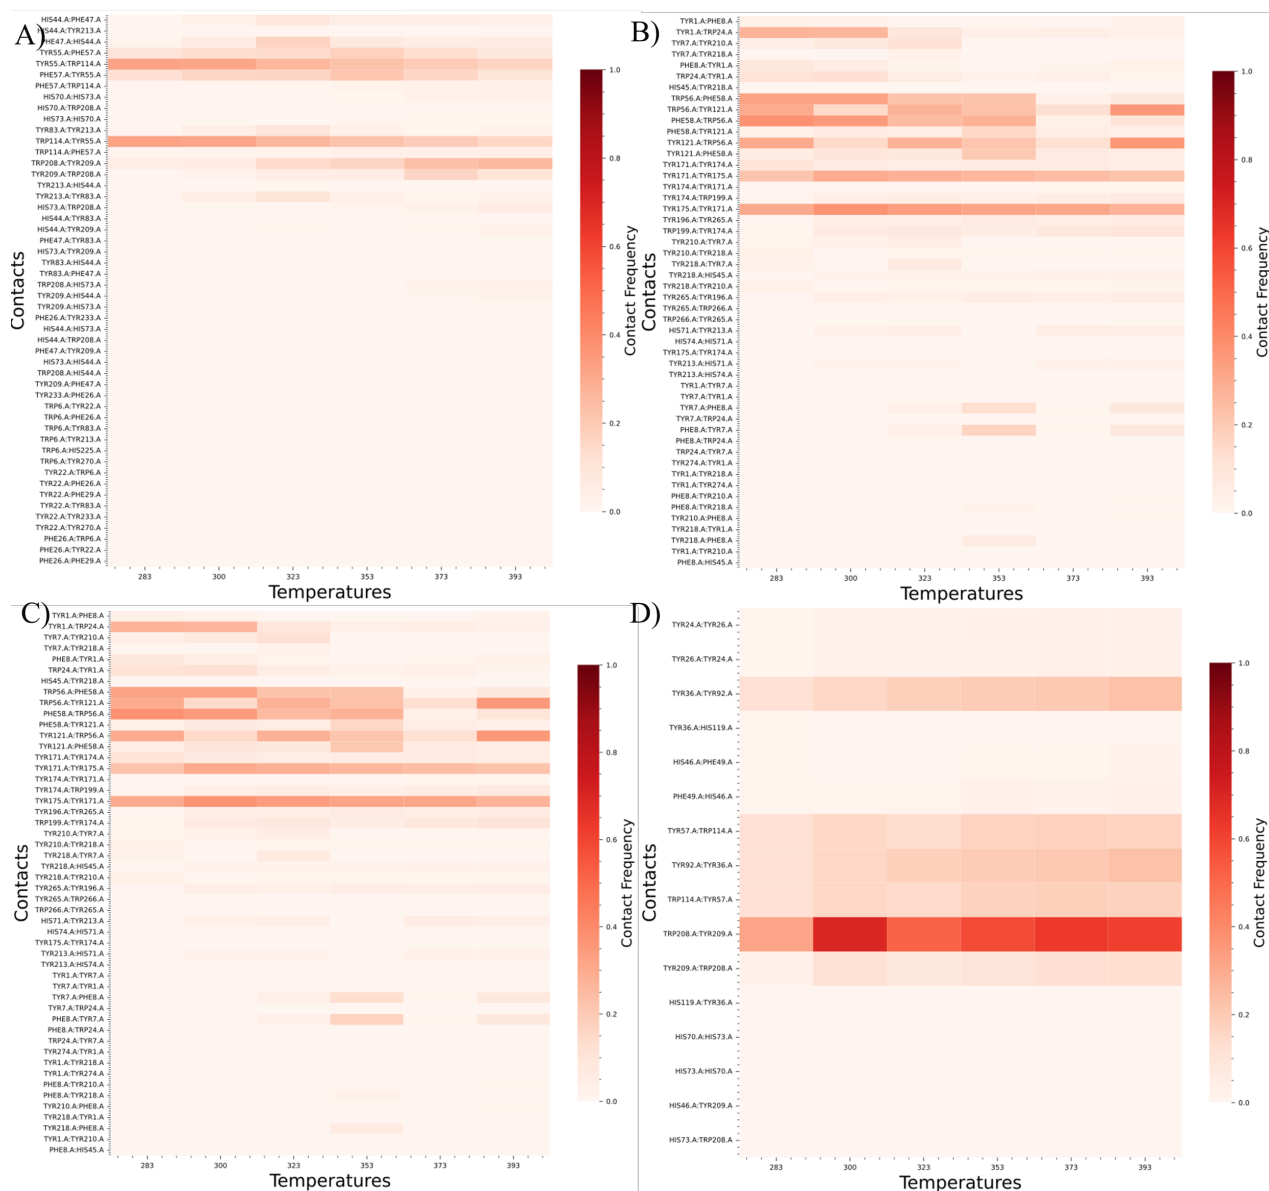 A)
HIS44.A:PHE47.A
HIS44.A:TYR213.A
PHE47.A:HIS44.A
TYR55.A:PHE57.A
TYR55.A:TRP114.A
PHE57.A:TYR55.A
PHE57.A:TRP114.A
HIS70.A:HIS73.A
HIS70.A:TRP208.A
HIS73.A:HIS70.A
TYR83.A:TYR213.A
TRP114.A:TYR55.A
TRP114.A:PHE57.A
TRP208.A:TYR209.A
TYR209.A:TRP208.A
TYR213.A:HIS44.A
TYR213.A:TYR83.A
HIS73.A:TRP208.A
HIS44.A:TYR83.A
HIS44.A:TYR209.A
PHE47.A:TYR83.A
HIS73.A:TYR209.A
TYR83.A:HIS44.A
TYR83.A:PHE47.A
TRP208.A:HIS73.A
TYR209.A:HIS44.A
TYR209.A:HIS73.A
PHE26.A:TYR233.A
HIS44.A:HIS73.A
HIS44.A:TRP208.A
PHE47.A:TYR209.A
HIS73.A:HIS44.A
TRP208.A:HIS44.A
TYR209.A:PHE47.A
TYR233.A:PHE26.A
TRP6.A:TYR22.A
TRP6.A:PHE26.A
TRP6.A:TYR83.A
TRP6.A:TYR213.A
TRP6.A:HIS225.A
TRP6.A:TYR270.A
TYR22.A:TRP6.A
TYR22.A:PHE26.A
TYR22.A:PHE29.A
TYR22.A:TYR83.A
TYR22.A:TYR233.A
TYR22.A:TYR270.A
PHE26.A:TRP6.A
PHE26.A:TYR22.A
PHE26.A:PHE29.A
Contacts
283 300 323 353 373 393
Temperatures
1.0
0.8
0.6
0.4
0.2
0.0
Contact Frequency
B)
TYR1.A:PHE8.A
TYR1.A:TRP24.A
TYR7.A:TYR210.A
TYR7.A:TYR218.A
PHE8.A:TYR1.A
TRP24.A:TYR1.A
HIS45.A:TYR218.A
TRP56.A:PHE58.A
TRP56.A:TYR121.A
PHE58.A:TRP56.A
PHE58.A:TYR121.A
TYR121.A:TRP56.A
TYR121.A:PHE58.A
TYR171.A:TYR174.A
TYR171.A:TYR175.A
TYR174.A:TYR171.A
TYR174.A:TRP199.A
TYR175.A:TYR171.A
TYR196.A:TYR265.A
TRP199.A:TYR174.A
TYR210.A:TYR7.A
TYR210.A:TYR218.A
TYR218.A:TYR7.A
TYR218.A:HIS45.A
TYR218.A:TYR210.A
TYR265.A:TYR196.A
TYR265.A:TRP266.A
TRP266.A:TYR265.A
HIS71.A:TYR213.A
HIS74.A:HIS71.A
TYR175.A:TYR174.A
TYR213.A:HIS71.A
TYR213.A:HIS74.A
TYR1.A:TYR7.A
TYR7.A:TYR1.A
TYR7.A:PHE8.A
TYR7.A:TRP24.A
PHE8.A:TYR7.A
PHE8.A:TRP24.A
TRP24.A:TYR7.A
TYR274.A:TYR1.A
TYR1.A:TYR218.A
TYR1.A:TYR274.A
PHE8.A:TYR210.A
PHE8.A:TYR218.A
TYR210.A:PHE8.A
TYR218.A:TYR1.A
TYR218.A:PHE8.A
TYR1.A:TYR210.A
PHE8.A:HIS45.A
Contacts
283 300 323 353 373 393
Temperatures
1.0
0.8
0.6
0.4
0.2
0.0
Contact Frequency
C)
TYR1.A:PHE8.A
TYR1.A:TRP24.A
TYR7.A:TYR210.A
TYR7.A:TYR218.A
PHE8.A:TYR1.A
TRP24.A:TYR1.A
HIS45.A:TYR218.A
TRP56.A:PHE58.A
TRP56.A:TYR121.A
PHE58.A:TRP56.A
PHE58.A:TYR121.A
TYR121.A:TRP56.A
TYR121.A:PHE58.A
TYR171.A:TYR174.A
TYR171.A:TYR175.A
TYR174.A:TYR171.A
TYR174.A:TRP199.A
TYR175.A:TYR171.A
TYR196.A:TYR265.A
TRP199.A:TYR174.A
TYR210.A:TYR7.A
TYR210.A:TYR218.A
TYR218.A:TYR7.A
TYR218.A:HIS45.A
TYR218.A:TYR210.A
TYR265.A:TYR196.A
TYR265.A:TRP266.A
TRP266.A:TYR265.A
HIS71.A:TYR213.A
HIS74.A:HIS71.A
TYR175.A:TYR174.A
TYR213.A:HIS71.A
TYR213.A:HIS74.A
TYR1.A:TYR7.A
TYR7.A:TYR1.A
TYR7.A:PHE8.A
TYR7.A:TRP24.A
PHE8.A:TYR7.A
PHE8.A:TRP24.A
TRP24.A:TYR7.A
TYR274.A:TYR1.A
TYR1.A:TYR218.A
TYR1.A:TYR274.A
PHE8.A:TYR210.A
PHE8.A:TYR218.A
TYR210.A:PHE8.A
TYR218.A:TYR1.A
TYR218.A:PHE8.A
TYR1.A:TYR210.A
PHE8.A:HIS45.A
Contacts
283 300 323 353 373 393
Temperatures
1.0
0.8
0.6
0.4
0.2
0.0
Contact Frequency
D)
TYR24.A:TYR26.A
TYR26.A:TYR24.A
TYR36.A:TYR92.A
TYR36.A:HIS119.A
HIS46.A:PHE49.A
PHE49.A:HIS46.A
TYR57.A:TRP114.A
TYR92.A:TYR36.A
TRP114.A:TYR57.A
TRP208.A:TYR209.A
TYR209.A:TRP208.A
HIS119.A:TYR36.A
HIS70.A:HIS73.A
HIS73.A:HIS70.A
HIS46.A:TYR209.A
HIS73.A:TRP208.A
Contacts
283 300 323 353 373 393
Temperatures
1.0
0.8
0.6
0.4
0.2
0.0
Contact Frequency